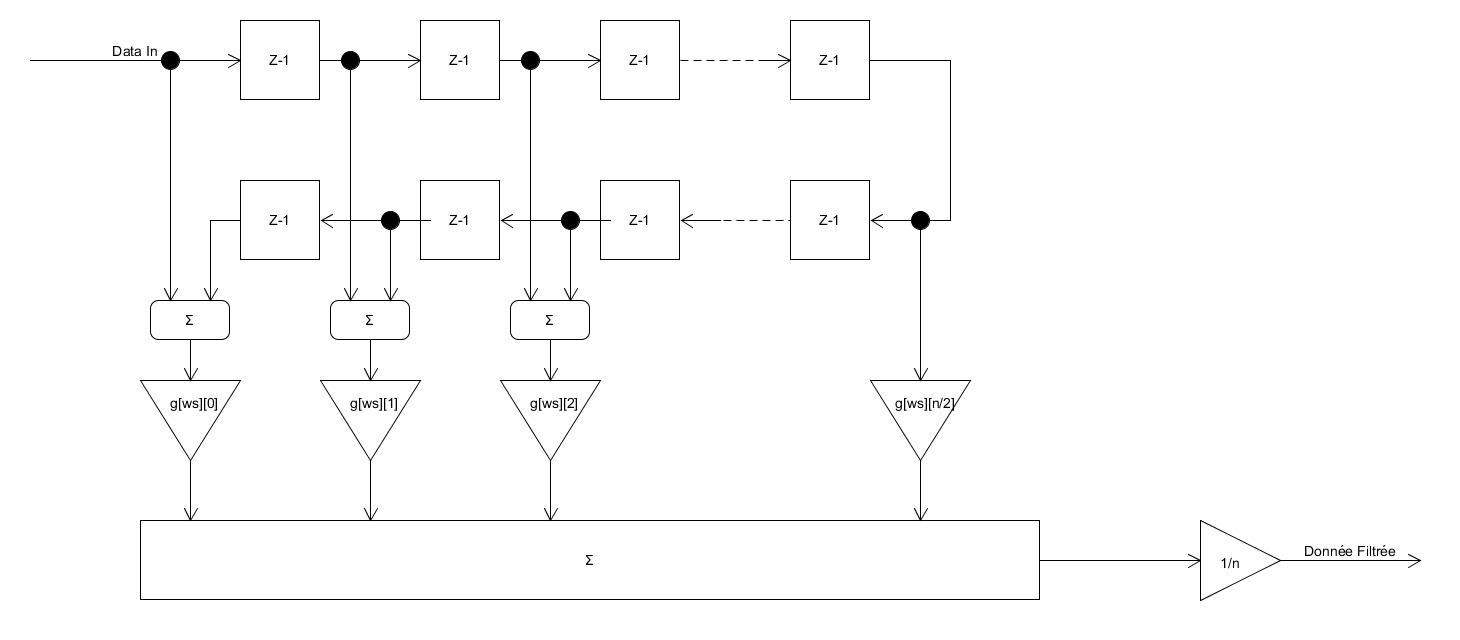 Data In
Z-1
Z-1
Z-1
Z-1
Z-1
Z-1
Z-1
Z-1
Σ
Σ
Σ
g[ws][0]
g[ws][1]
g[ws][2]
g[ws][n/2]
Σ
1/n
Donnée Filtrée